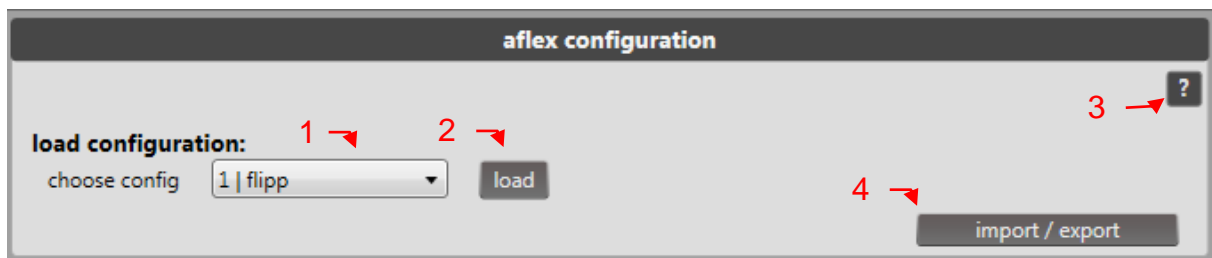 aflex configuration
?
3
load configuration:
1
2
choose config
1 | flipp
load
4
import / export